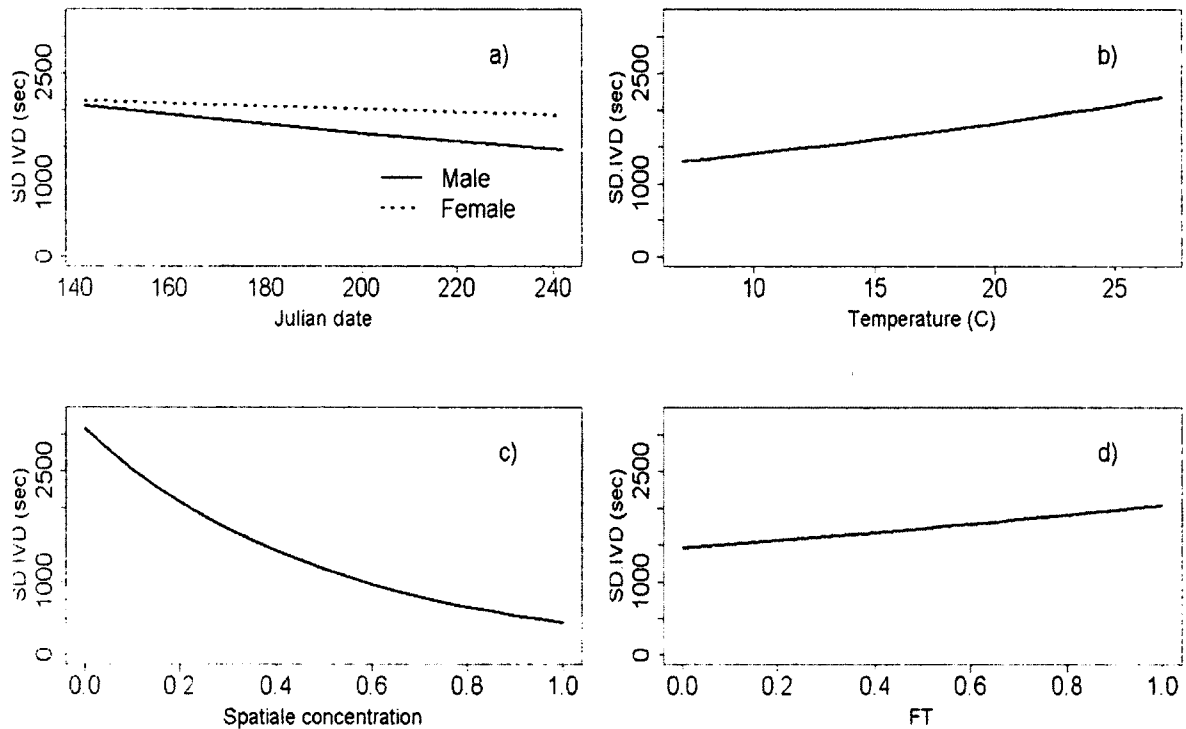 a)
SD.IVD (sec)
2500
1000
0
Male
Female
140 160 180 200 220 240
Julian date
b)
SD.IVD (sec)
2500
1000
0
10 15 20 25
Temperature (C)
c)
SD.IVD (sec)
2500
1000
0
0.0 0.2 0.4 0.6 0.8 1.0
Spatiale concentration
d)
SD.IVD (sec)
2500
1000
0
0.0 0.2 0.4 0.6 0.8 1.0
FT